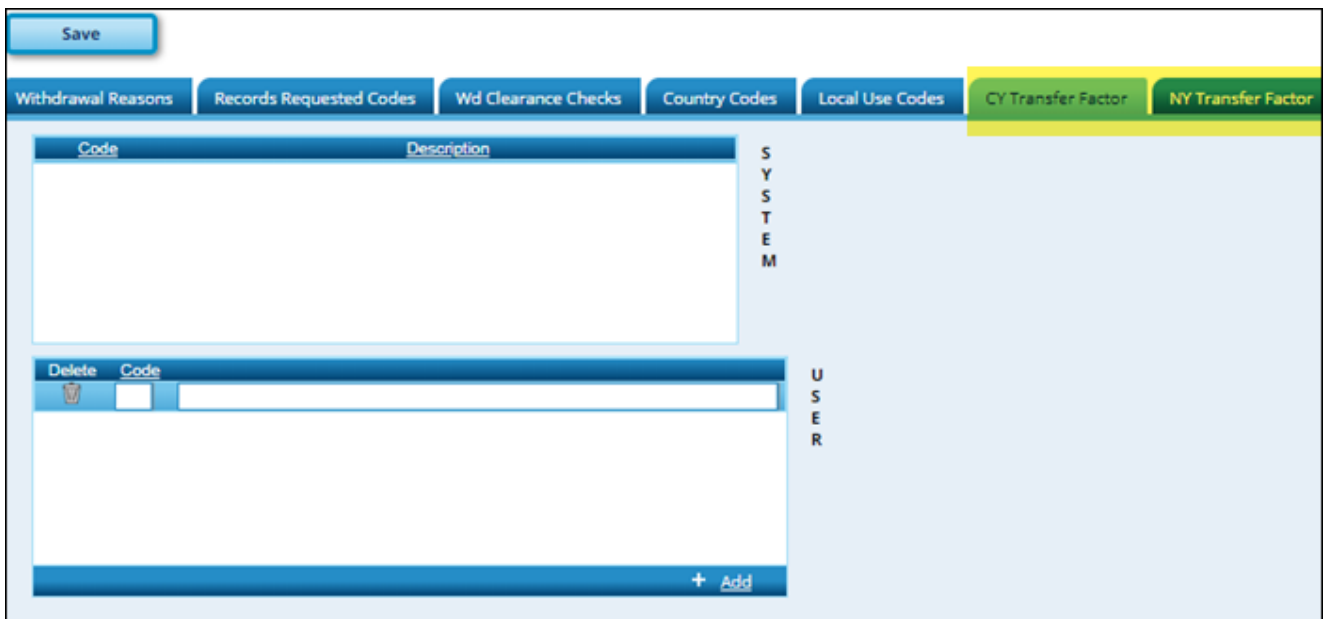 Save
Withdrawal Reasons Records Requested Codes Wd Clearance Checks Country Codes Local Use Codes CY Transfer Factor NY Transfer Factor
Code Description
S
Y
S
T
E
M
Delete Code
U
S
E
R
+ Add